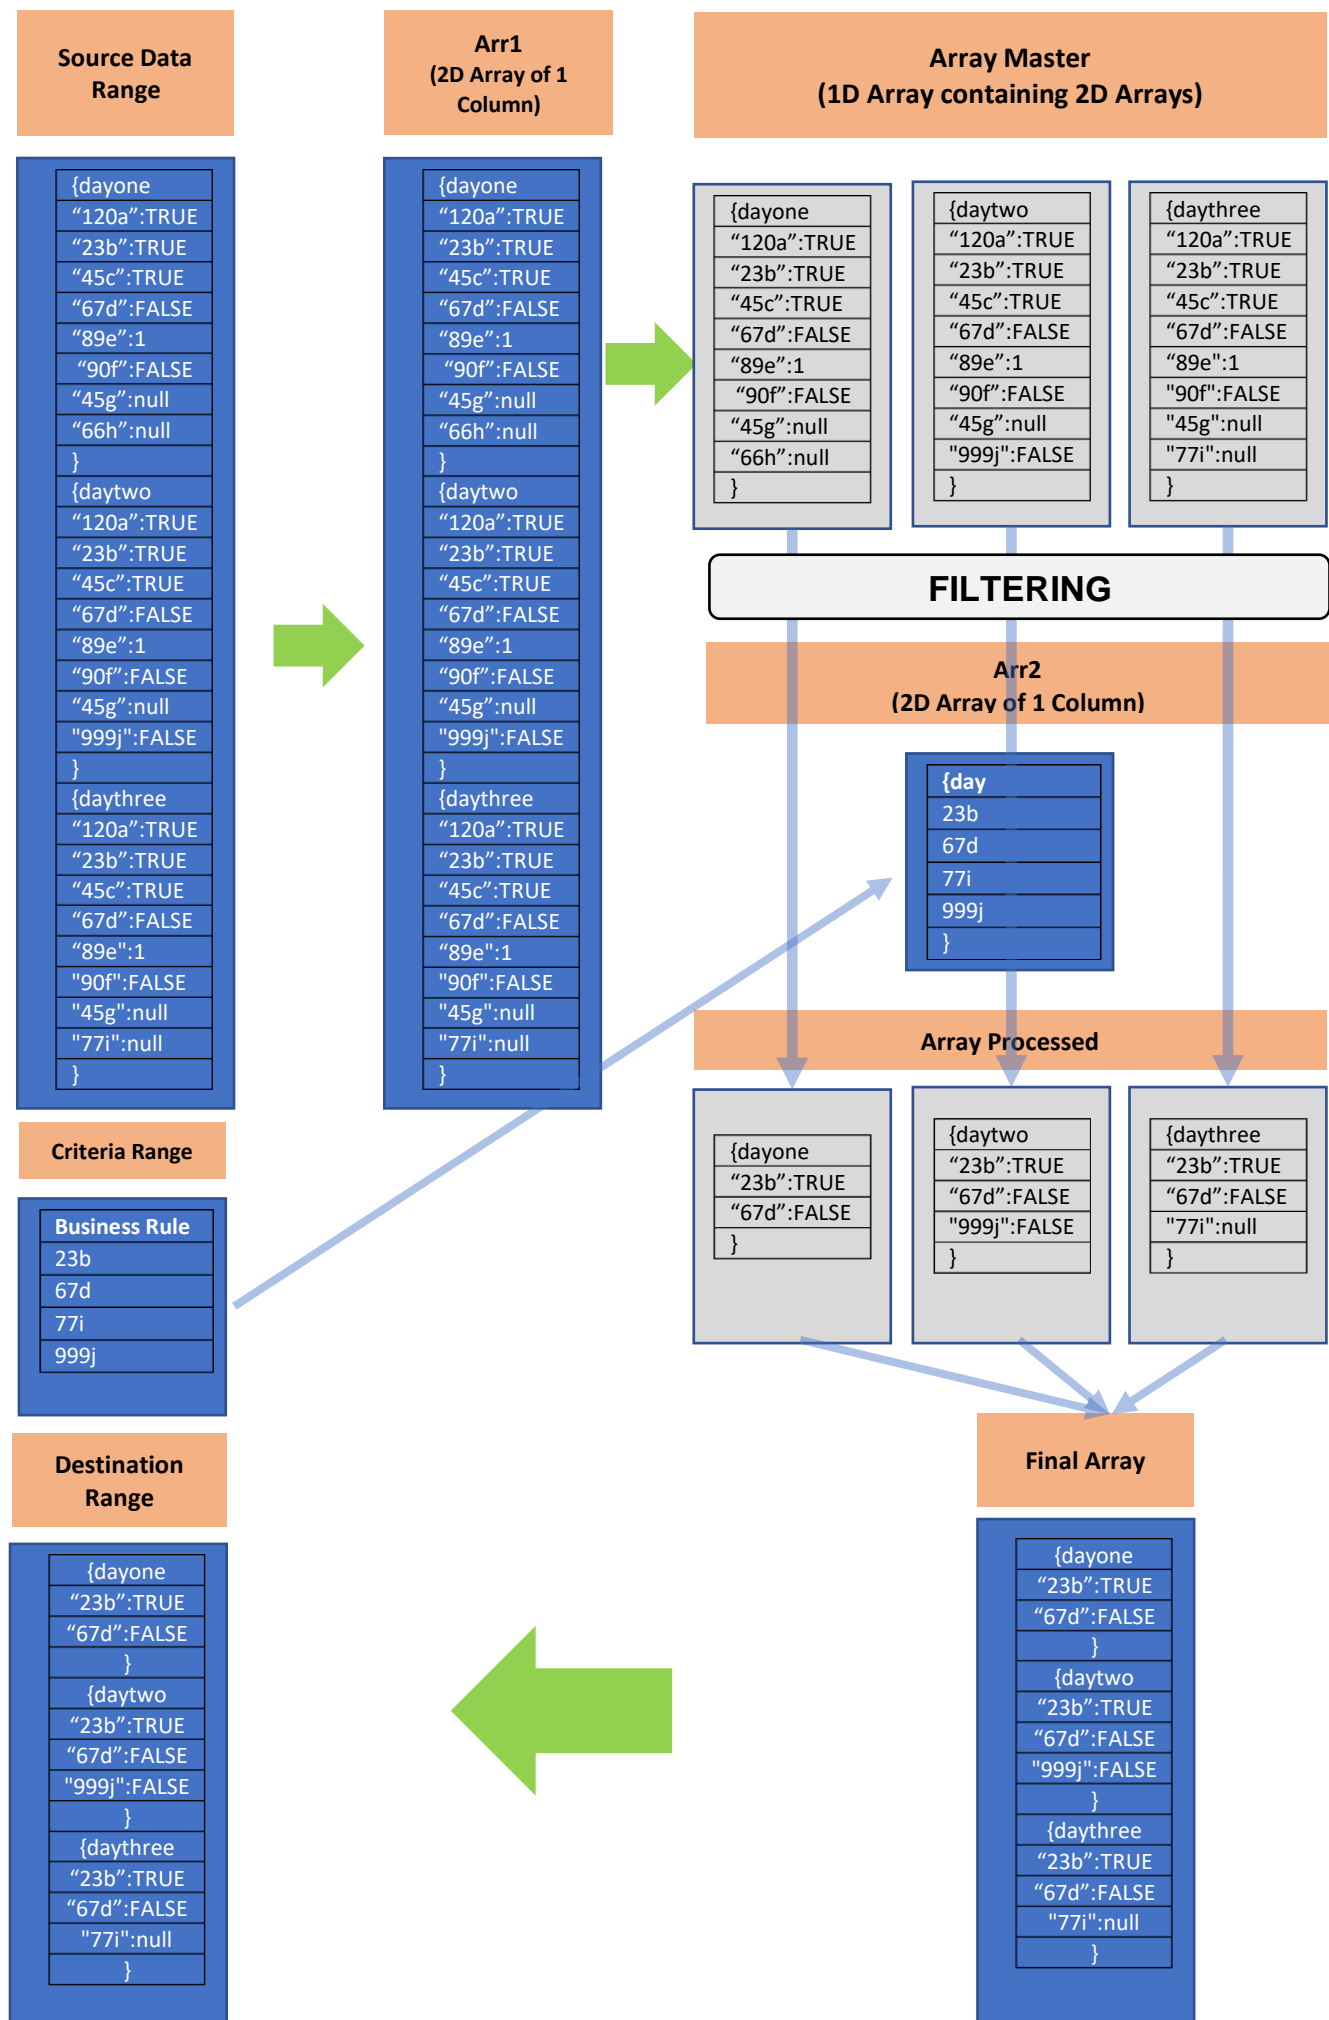 Source Data
Range
{dayone
“120a”:TRUE
“23b”:TRUE
“45c”:TRUE
“67d”:FALSE
“89e”:1
“90f”:FALSE
“45g”:null
“66h”:null
}
{daytwo
“120a”:TRUE
“23b”:TRUE
“45c”:TRUE
“67d”:FALSE
“89e”:1
“90f”:FALSE
“45g”:null
"999j":FALSE
}
{daythree
“120a”:TRUE
“23b”:TRUE
“45c”:TRUE
“67d”:FALSE
“89e":1
"90f":FALSE
"45g":null
"77i":null
}
Arr1
(2D Array of 1
Column)
{dayone
“120a”:TRUE
“23b”:TRUE
“45c”:TRUE
“67d”:FALSE
“89e”:1
“90f”:FALSE
“45g”:null
“66h”:null
}
{daytwo
“120a”:TRUE
“23b”:TRUE
“45c”:TRUE
“67d”:FALSE
“89e”:1
“90f”:FALSE
“45g”:null
"999j":FALSE
}
{daythree
“120a”:TRUE
“23b”:TRUE
“45c”:TRUE
“67d”:FALSE
“89e":1
"90f":FALSE
"45g":null
"77i":null
}
Array Master
(1D Array containing 2D Arrays)
{dayone
“120a”:TRUE
“23b”:TRUE
“45c”:TRUE
“67d”:FALSE
“89e”:1
“90f”:FALSE
“45g”:null
“66h”:null
}
{daytwo
“120a”:TRUE
“23b”:TRUE
“45c”:TRUE
“67d”:FALSE
“89e”:1
“90f”:FALSE
“45g”:null
"999j":FALSE
}
{daythree
“120a”:TRUE
“23b”:TRUE
“45c”:TRUE
“67d”:FALSE
“89e":1
"90f":FALSE
"45g":null
"77i":null
}
FILTERING
Arr2
(2D Array of 1 Column)
{day
23b
67d
77i
999j
}
Array Processed
{dayone
“23b”:TRUE
“67d”:FALSE
}
{daytwo
“23b”:TRUE
“67d”:FALSE
"999j":FALSE
}
{daythree
“23b”:TRUE
“67d”:FALSE
"77i":null
}
Criteria Range
Business Rule
23b
67d
77i
999j
Final Array
{dayone
“23b”:TRUE
“67d”:FALSE
}
{daytwo
“23b”:TRUE
“67d”:FALSE
"999j":FALSE
}
{daythree
“23b”:TRUE
“67d”:FALSE
"77i":null
}
Destination
Range
{dayone
“23b”:TRUE
“67d”:FALSE
}
{daytwo
“23b”:TRUE
“67d”:FALSE
"999j":FALSE
}
{daythree
“23b”:TRUE
“67d”:FALSE
"77i":null
}